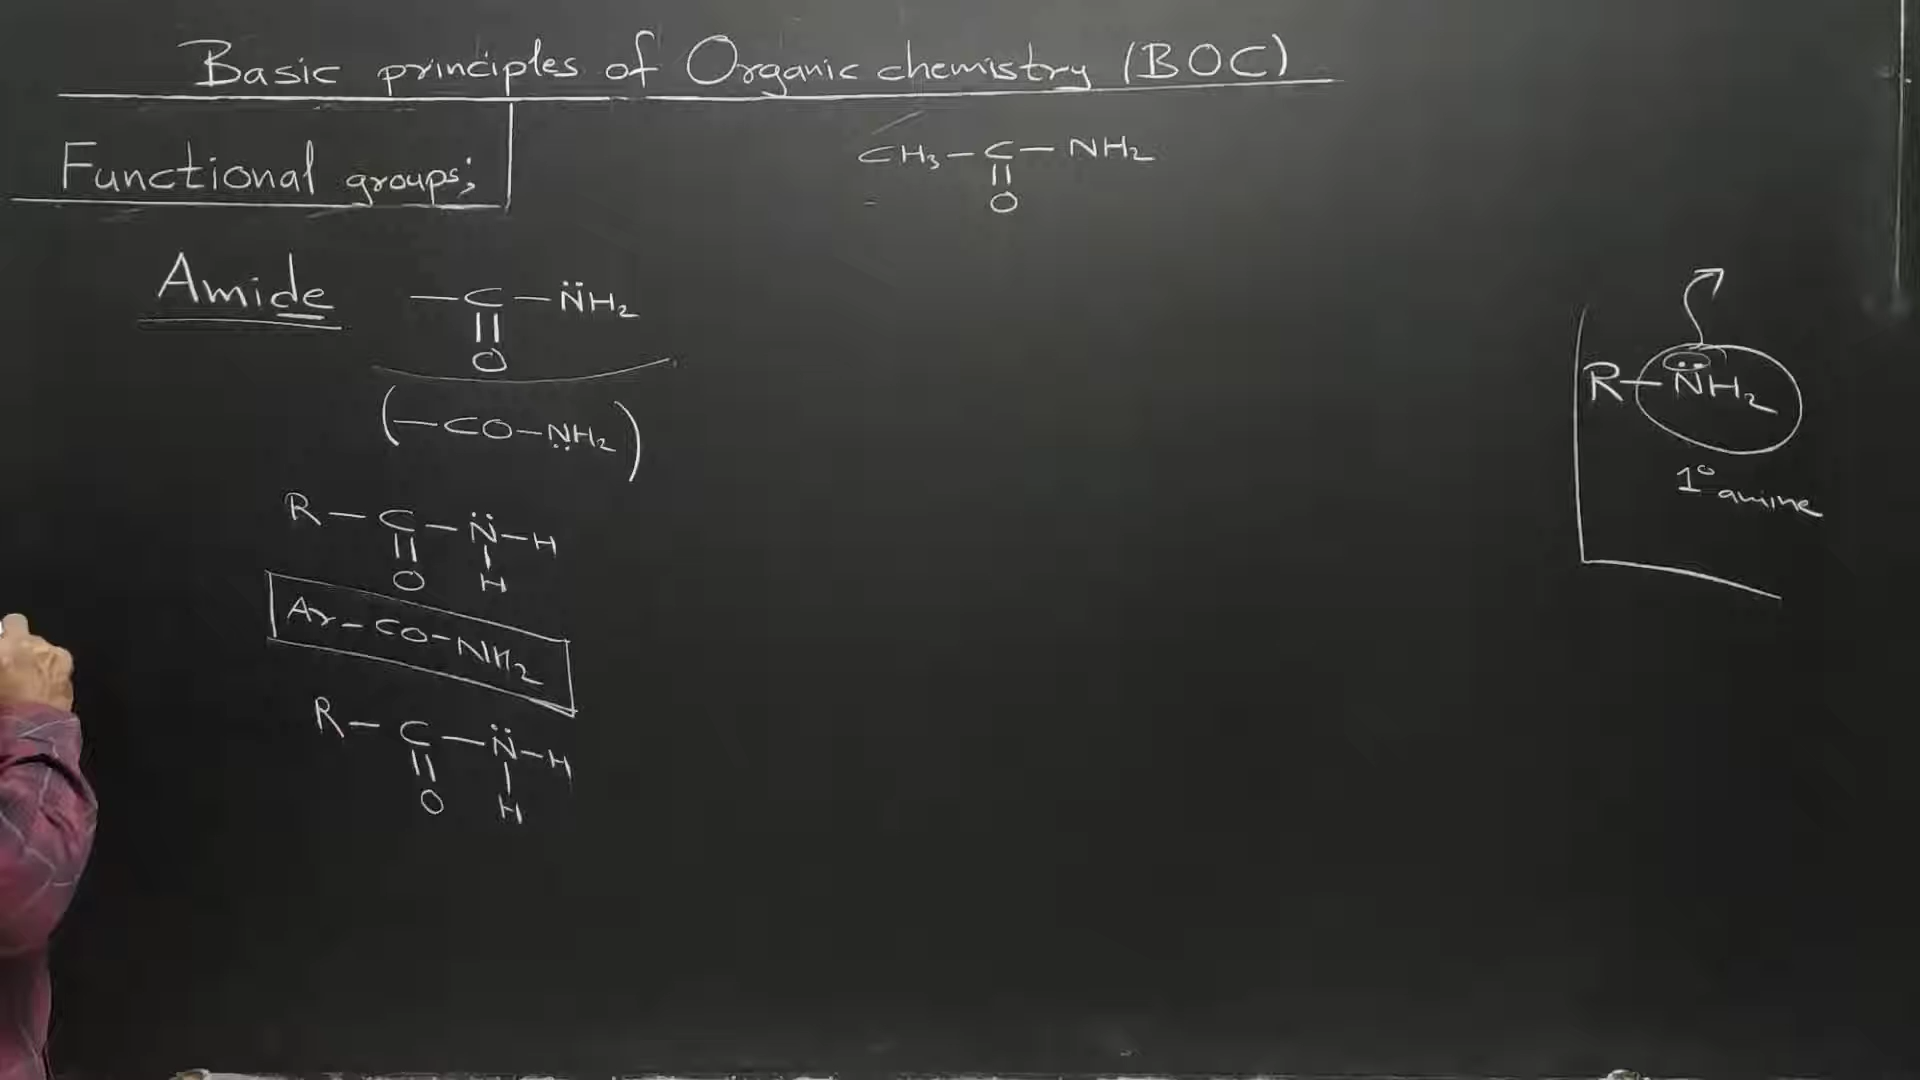 Basic principles of Organic chemistry (BOC)
Functional groups;
CH₃—C—NH₂
||
O
Amide
—C—N̈H₂
||
O
(—CO—N̤H₂)
R—C—N̈—H
|| |
O H
Ar—CO—NH₂
R—C—N̈—H
|| |
O H
R—N̈H₂
1° amine